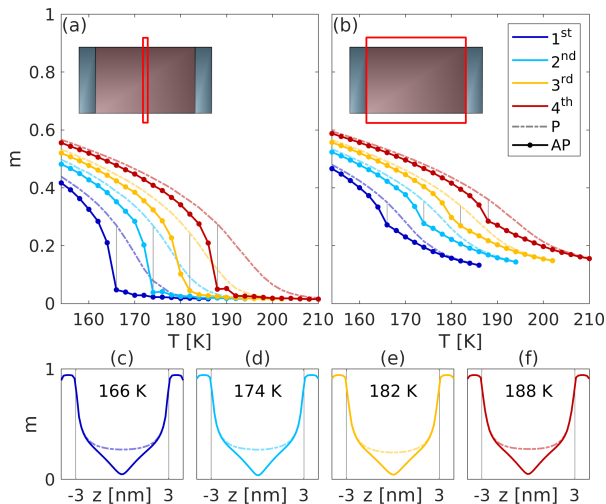 (a)
(b)
1st
2nd
3rd
4th
P
AP
m
1
0.8
0.6
0.4
0.2
0
160 170 180 190 200 210
160 170 180 190 200 210
T [K]
T [K]
(c) (d) (e) (f)
m
1
0
166 K
174 K
182 K
188 K
-3 z [nm] 3
-3 z [nm] 3
-3 z [nm] 3
-3 z [nm] 3